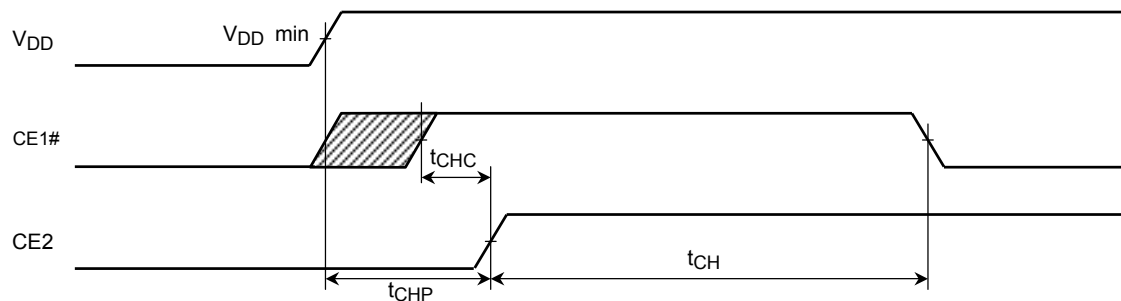 VDD
VDD min
CE1#
tCHC
CE2
tCH
tCHP